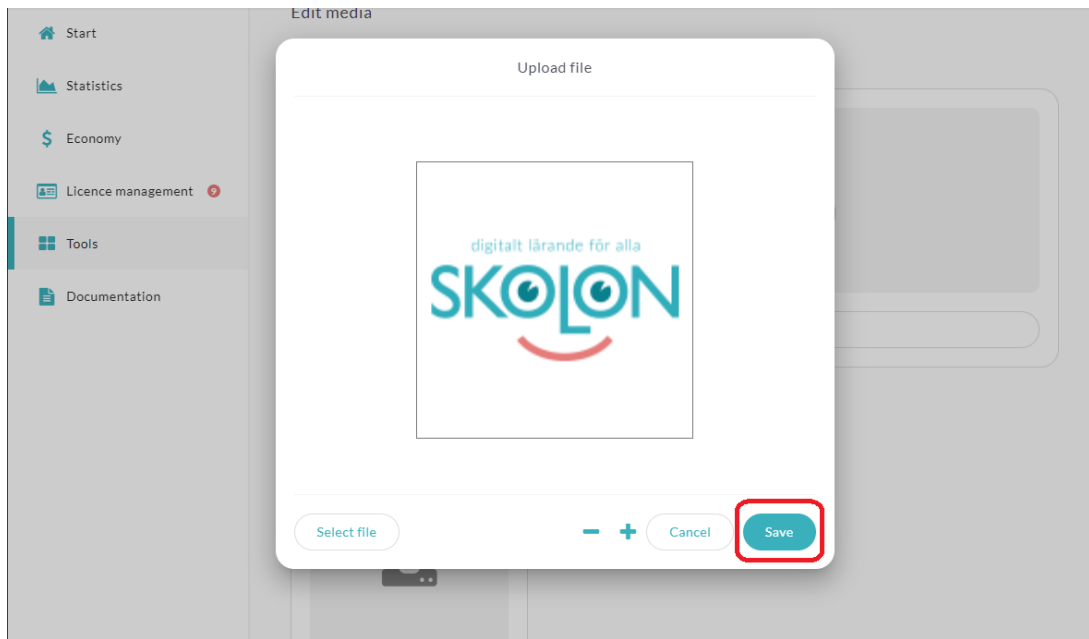 Edit media
Start
Statistics
Economy
Licence management 9
Tools
Documentation
Upload file
digitalt lärande för alla
SKOLON
Select file
Cancel
Save